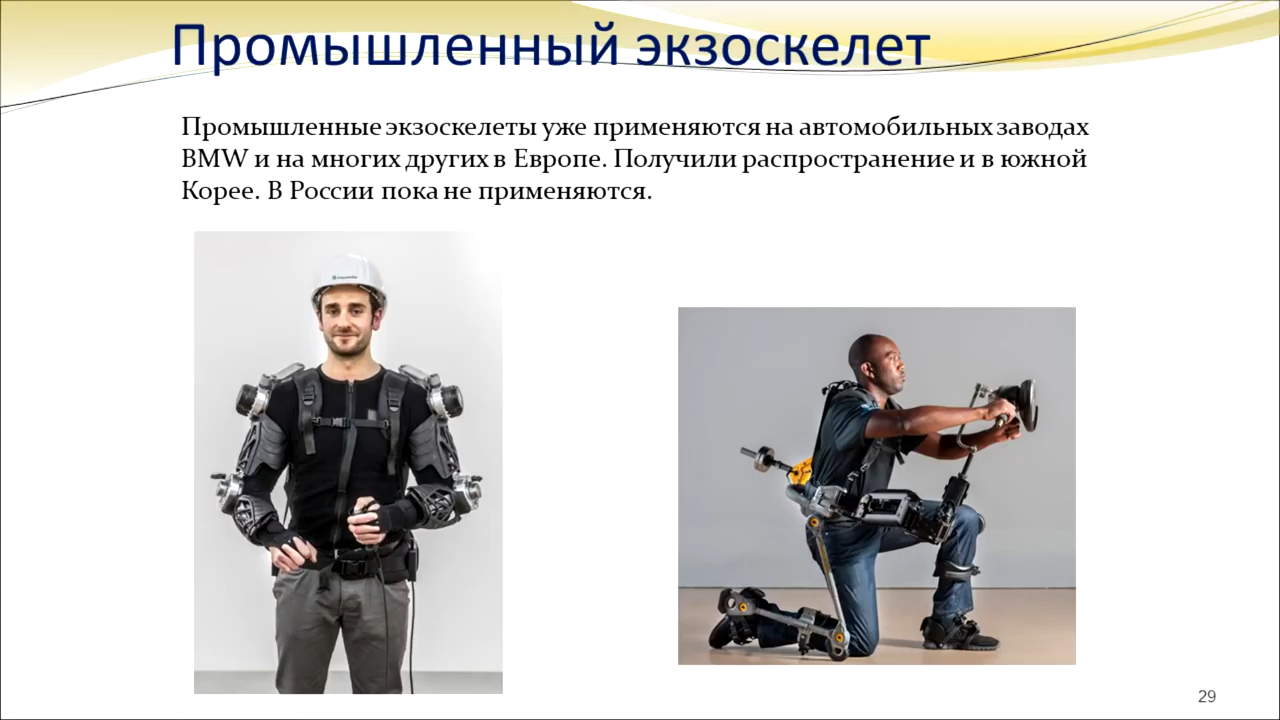 Промышленный экзоскелет
Промышленные экзоскелеты уже применяются на автомобильных заводах
BMW и на многих других в Европе. Получили распространение и в южной
Корее. В России пока не применяются.
29